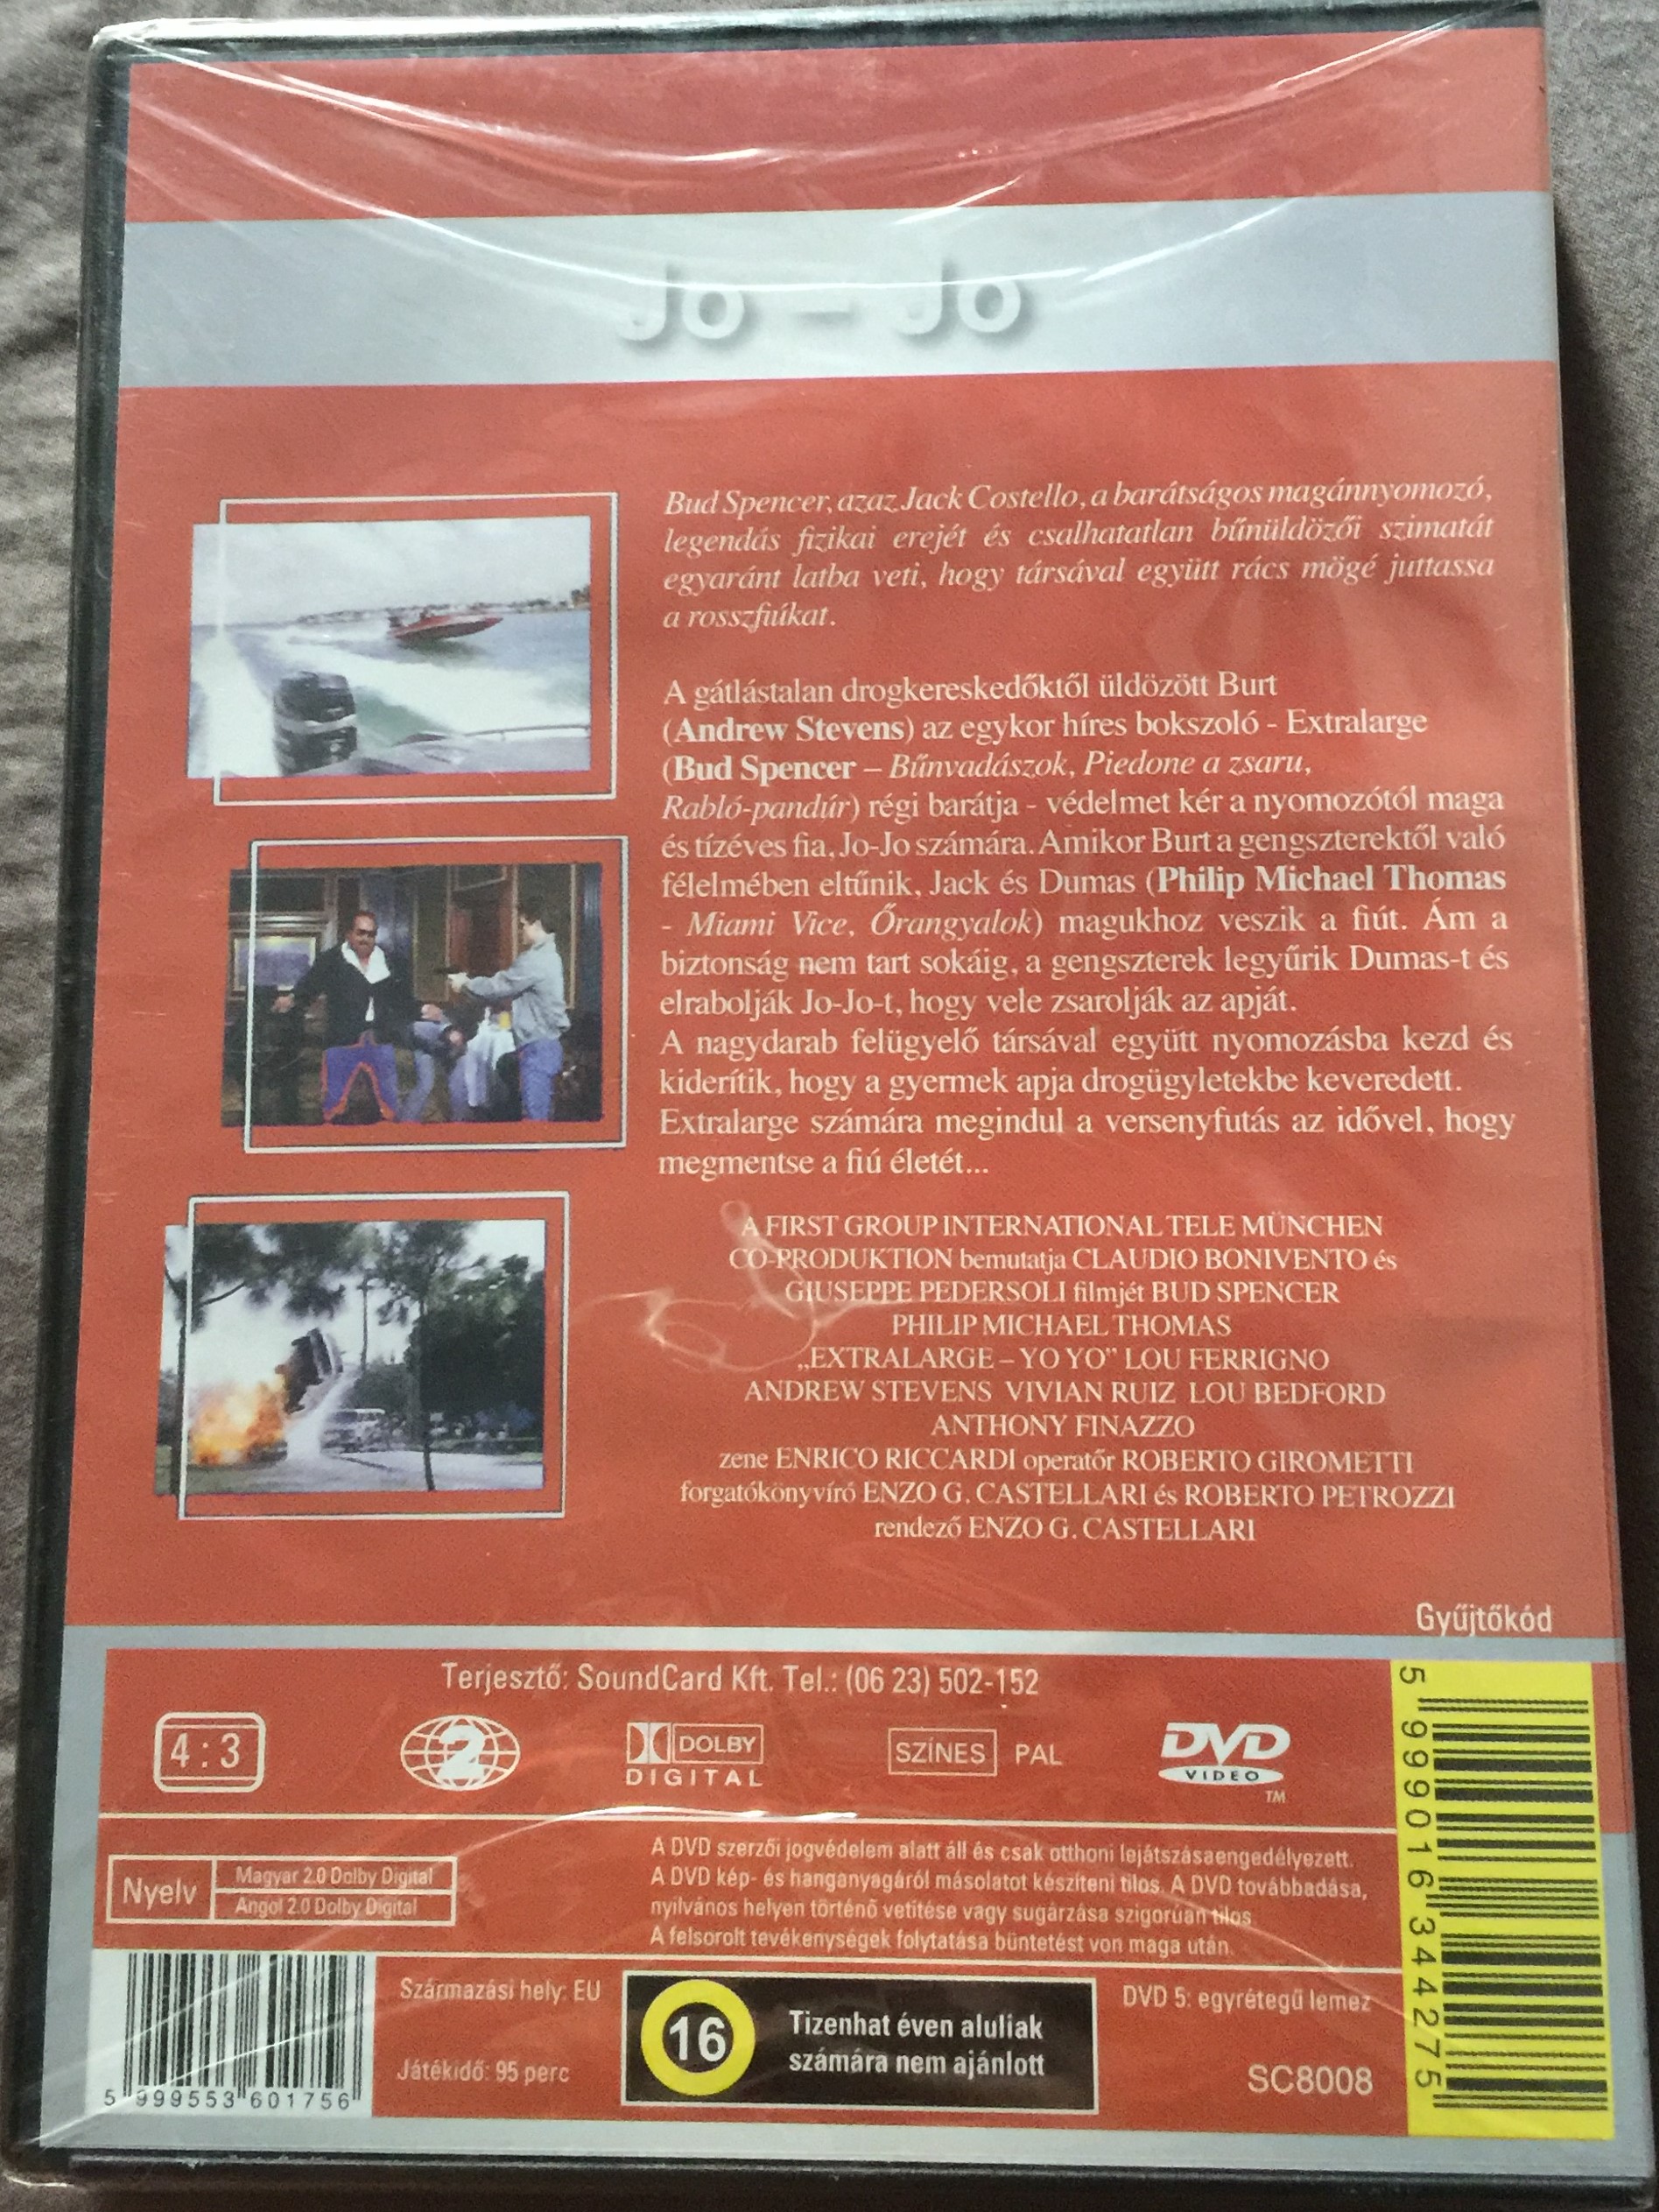 Jo – Jo
Bud Spencer, azaz Jack Costello, a barátságos magánnyomozó,
legendás fizikai erejét és csalhatatlan bűnüldözői szimatát
egyaránt latba veti, hogy társával együtt rács mögé juttassa
a rosszfiúkat.
A gátlástalan drogkereskedőktől üldözött Burt
(Andrew Stevens) az egykor híres bokszoló - Extralarge
(Bud Spencer – Bűnvadászok, Piedone a zsaru,
Rabló-pandúr) régi barátja - védelmet kér a nyomozótól maga
és tízéves fia, Jo-Jo számára. Amikor Burt a gengszterektől való
félelmében eltűnik, Jack és Dumas (Philip Michael Thomas
- Miami Vice, Őrangyalok) magukhoz veszik a fiút. Ám a
biztonság nem tart sokáig, a gengszterek legyűrik Dumas-t és
elrabolják Jo-Jo-t, hogy vele zsarolják az apját.
A nagydarab felügyelő társával együtt nyomozásba kezd és
kiderítik, hogy a gyermek apja drogügyletekbe keveredett.
Extralarge számára megindul a versenyfutás az idővel, hogy
megmentse a fiú életét...
A FIRST GROUP INTERNATIONAL TELE MÜNCHEN
CO-PRODUKTION bemutatja CLAUDIO BONIVENTO és
GIUSEPPE PEDERSOLI filmjét BUD SPENCER
PHILIP MICHAEL THOMAS
„EXTRALARGE – YO YO” LOU FERRIGNO
ANDREW STEVENS VIVIAN RUIZ LOU BEDFORD
ANTHONY FINAZZO
zene ENRICO RICCARDI operatőr ROBERTO GIROMETTI
forgatókönyvíró ENZO G. CASTELLARI és ROBERTO PETROZZI
rendező ENZO G. CASTELLARI
Gyűjtőkód
Terjesztő: SoundCard Kft. Tel.: (06 23) 502-152
4:3
2
DOLBY
DIGITAL
SZÍNES PAL
DVD
VIDEO
TM
5 999016 344275
Nyelv
Magyar 2.0 Dolby Digital
Angol 2.0 Dolby Digital
A DVD szerzői jogvédelem alatt áll és csak otthoni lejátszásaengedélyezett.
A DVD kép- és hanganyagáról másolatot készíteni tilos. A DVD továbbadása,
nyilvános helyen történő vetítése vagy sugárzása szigorúan tilos
A felsorolt tevékenységek folytatása büntetést von maga után.
5 999553 601756
Származási hely: EU
Játékidő: 95 perc
16
Tizenhat éven aluliak
számára nem ajánlott
DVD 5: egyrétegű lemez
SC8008